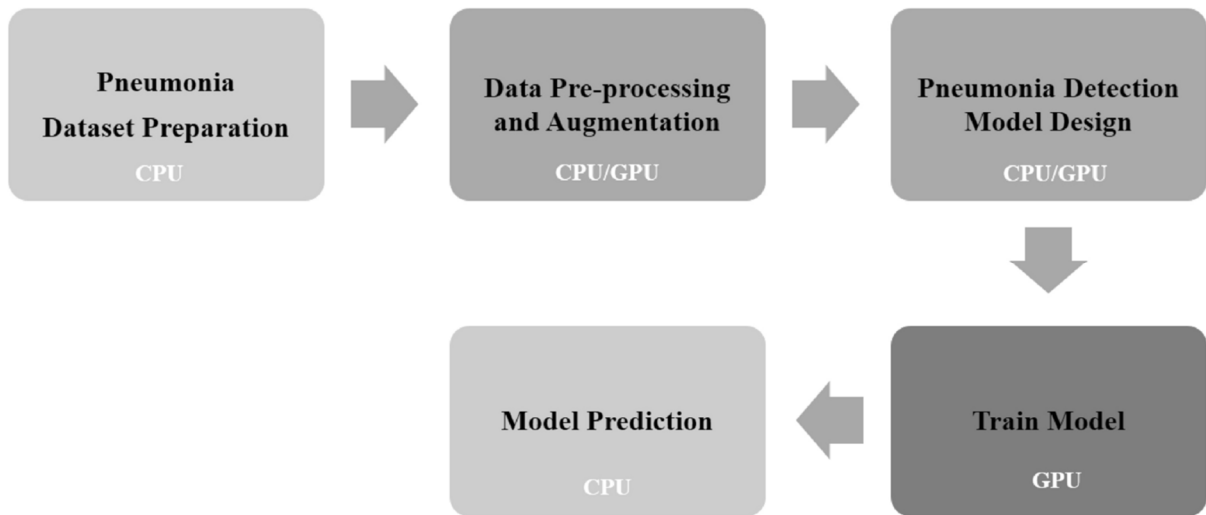 Pneumonia
Dataset Preparation
CPU
Data Pre-processing
and Augmentation
CPU/GPU
Pneumonia Detection
Model Design
CPU/GPU
Train Model
GPU
Model Prediction
CPU